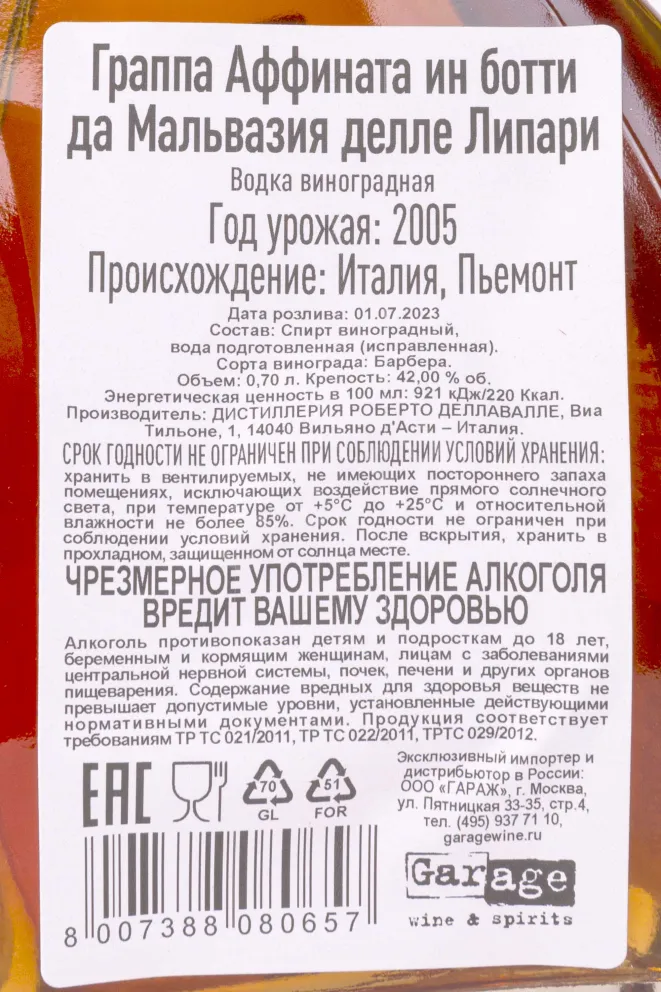 Граппа Аффината ин ботти
да Мальвазия делле Липари
Водка виноградная
Год урожая: 2005
Происхождение: Италия, Пьемонт
Дата розлива: 01.07.2023
Состав: Спирт виноградный,
вода подготовленная (исправленная).
Сорта винограда: Барбера.
Объем: 0,70 л. Крепость: 42,00 % об.
Энергетическая ценность в 100 мл: 921 кДж/220 Ккал.
Производитель: ДИСТИЛЛЕРИЯ РОБЕРТО ДЕЛЛАВАЛЛЕ, Виа
Тильоне, 1, 14040 Вильяно д'Асти – Италия.
СРОК ГОДНОСТИ НЕ ОГРАНИЧЕН ПРИ СОБЛЮДЕНИИ УСЛОВИЙ ХРАНЕНИЯ:
хранить в вентилируемых, не имеющих постороннего запаха
помещениях, исключающих воздействие прямого солнечного
света, при температуре от +5°С до +25°С и относительной
влажности не более 85%. Срок годности не ограничен при
соблюдении условий хранения. После вскрытия, хранить в
прохладном, защищенном от солнца месте.
ЧРЕЗМЕРНОЕ УПОТРЕБЛЕНИЕ АЛКОГОЛЯ
ВРЕДИТ ВАШЕМУ ЗДОРОВЬЮ
Алкоголь противопоказан детям и подросткам до 18 лет,
беременным и кормящим женщинам, лицам с заболеваниями
центральной нервной системы, почек, печени и других органов
пищеварения. Содержание вредных для здоровья веществ не
превышает допустимые уровни, установленные действующими
нормативными документами. Продукция соответствует
требованиям ТР ТС 021/2011, ТР ТС 022/2011, ТРТС 029/2012.
EAC
70
GL
51
FOR
Эксклюзивный импортер и
дистрибьютор в России:
ООО «ГАРАЖ», г. Москва,
ул. Пятницкая 33-35, стр.4,
тел. (495) 937 71 10,
garagewine.ru
Garage
wine & spirits
8 007388 080657